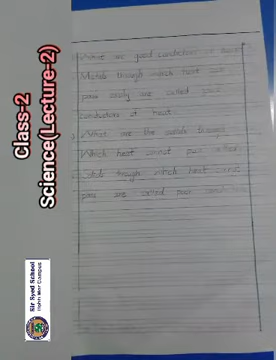 Class-2
Science(Lecture-2)
Sir Syed School
What are good conductors of heat?
Metals through which heat can
pass easily are called good
conductors of heat.
What are the solids through
Which heat cannot pass
Solids through which heat cannot
pass are called poor